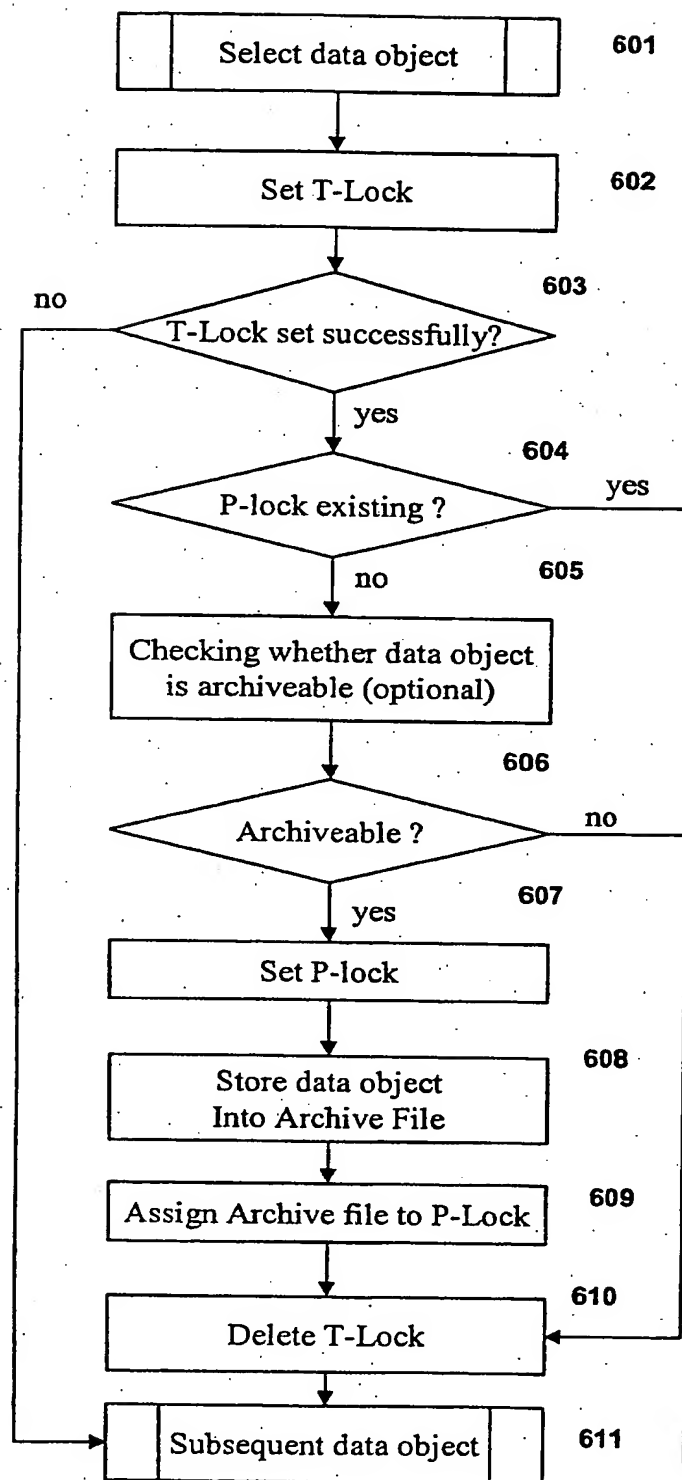 Select data object
601
Set T-Lock
602
603
no
T-Lock set successfully?
yes
604
P-lock existing ?
yes
no
605
Checking whether data object
is archiveable (optional)
606
Archiveable ?
no
607
yes
Set P-lock
608
Store data object
Into Archive File
Assign Archive file to P-Lock
609
610
Delete T-Lock
Subsequent data object
611